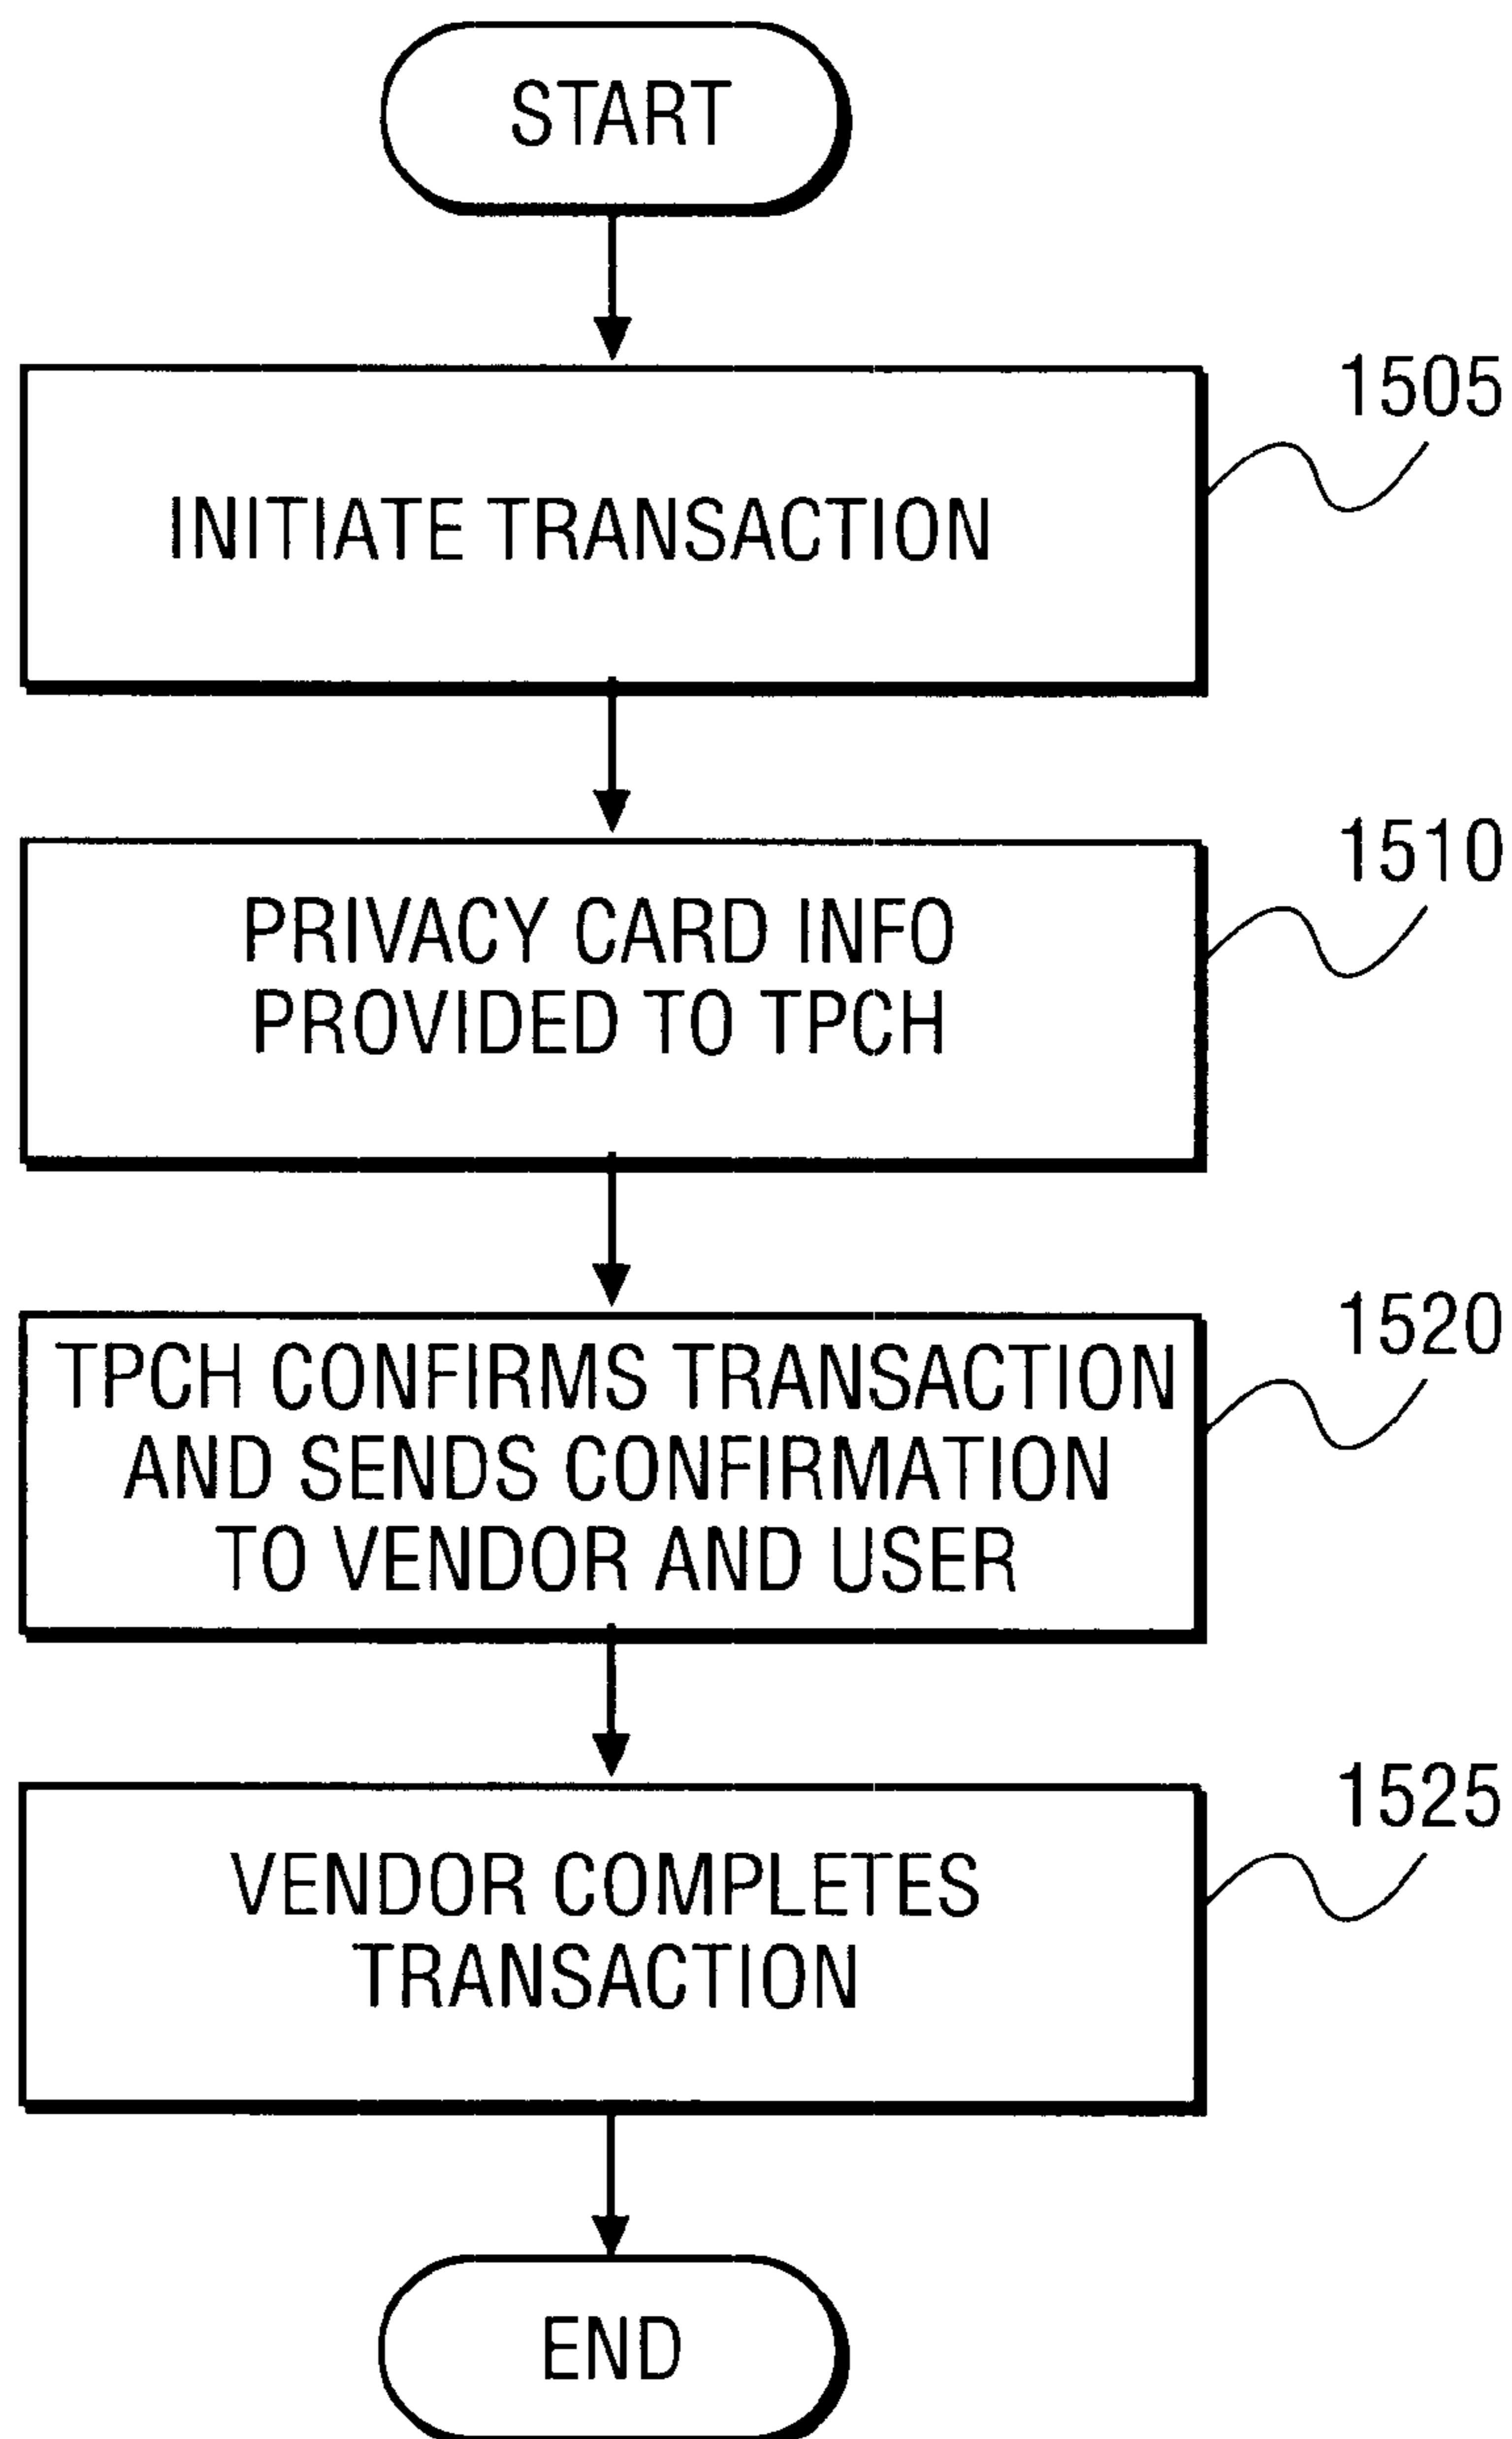 START
1505
INITIATE TRANSACTION
1510
PRIVACY CARD INFO
PROVIDED TO TPCH
1520
TPCH CONFIRMS TRANSACTION
AND SENDS CONFIRMATION
TO VENDOR AND USER
1525
VENDOR COMPLETES
TRANSACTION
END